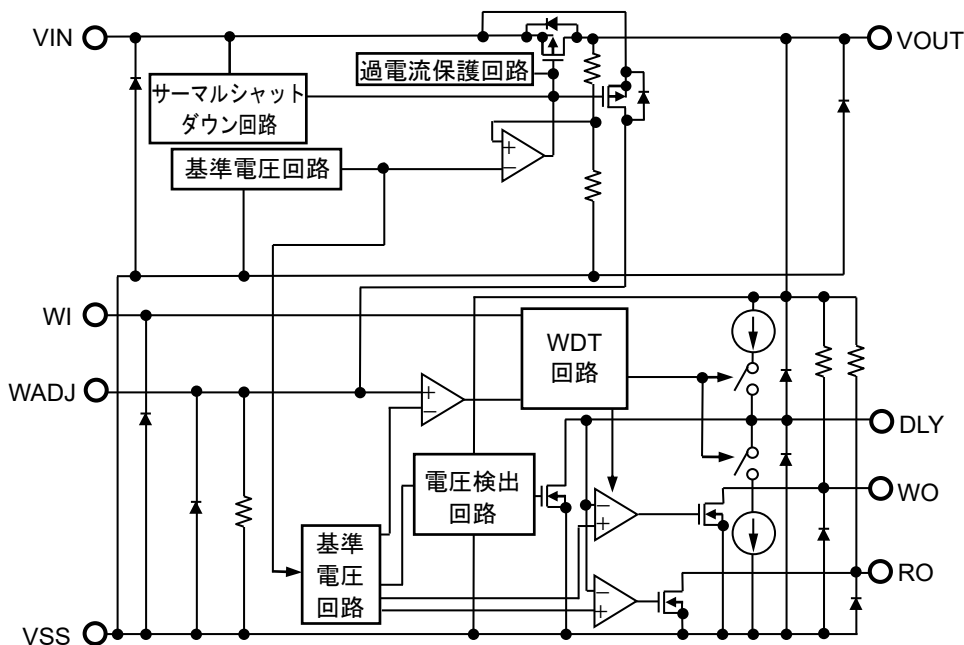 VIN
VOUT
過電流保護回路
サーマルシャット
ダウン回路
+
−
基準電圧回路
WI
WDT
回路
WADJ
+
−
DLY
電圧検出
回路
WO
−
+
基準
電圧
回路
RO
−
+
VSS